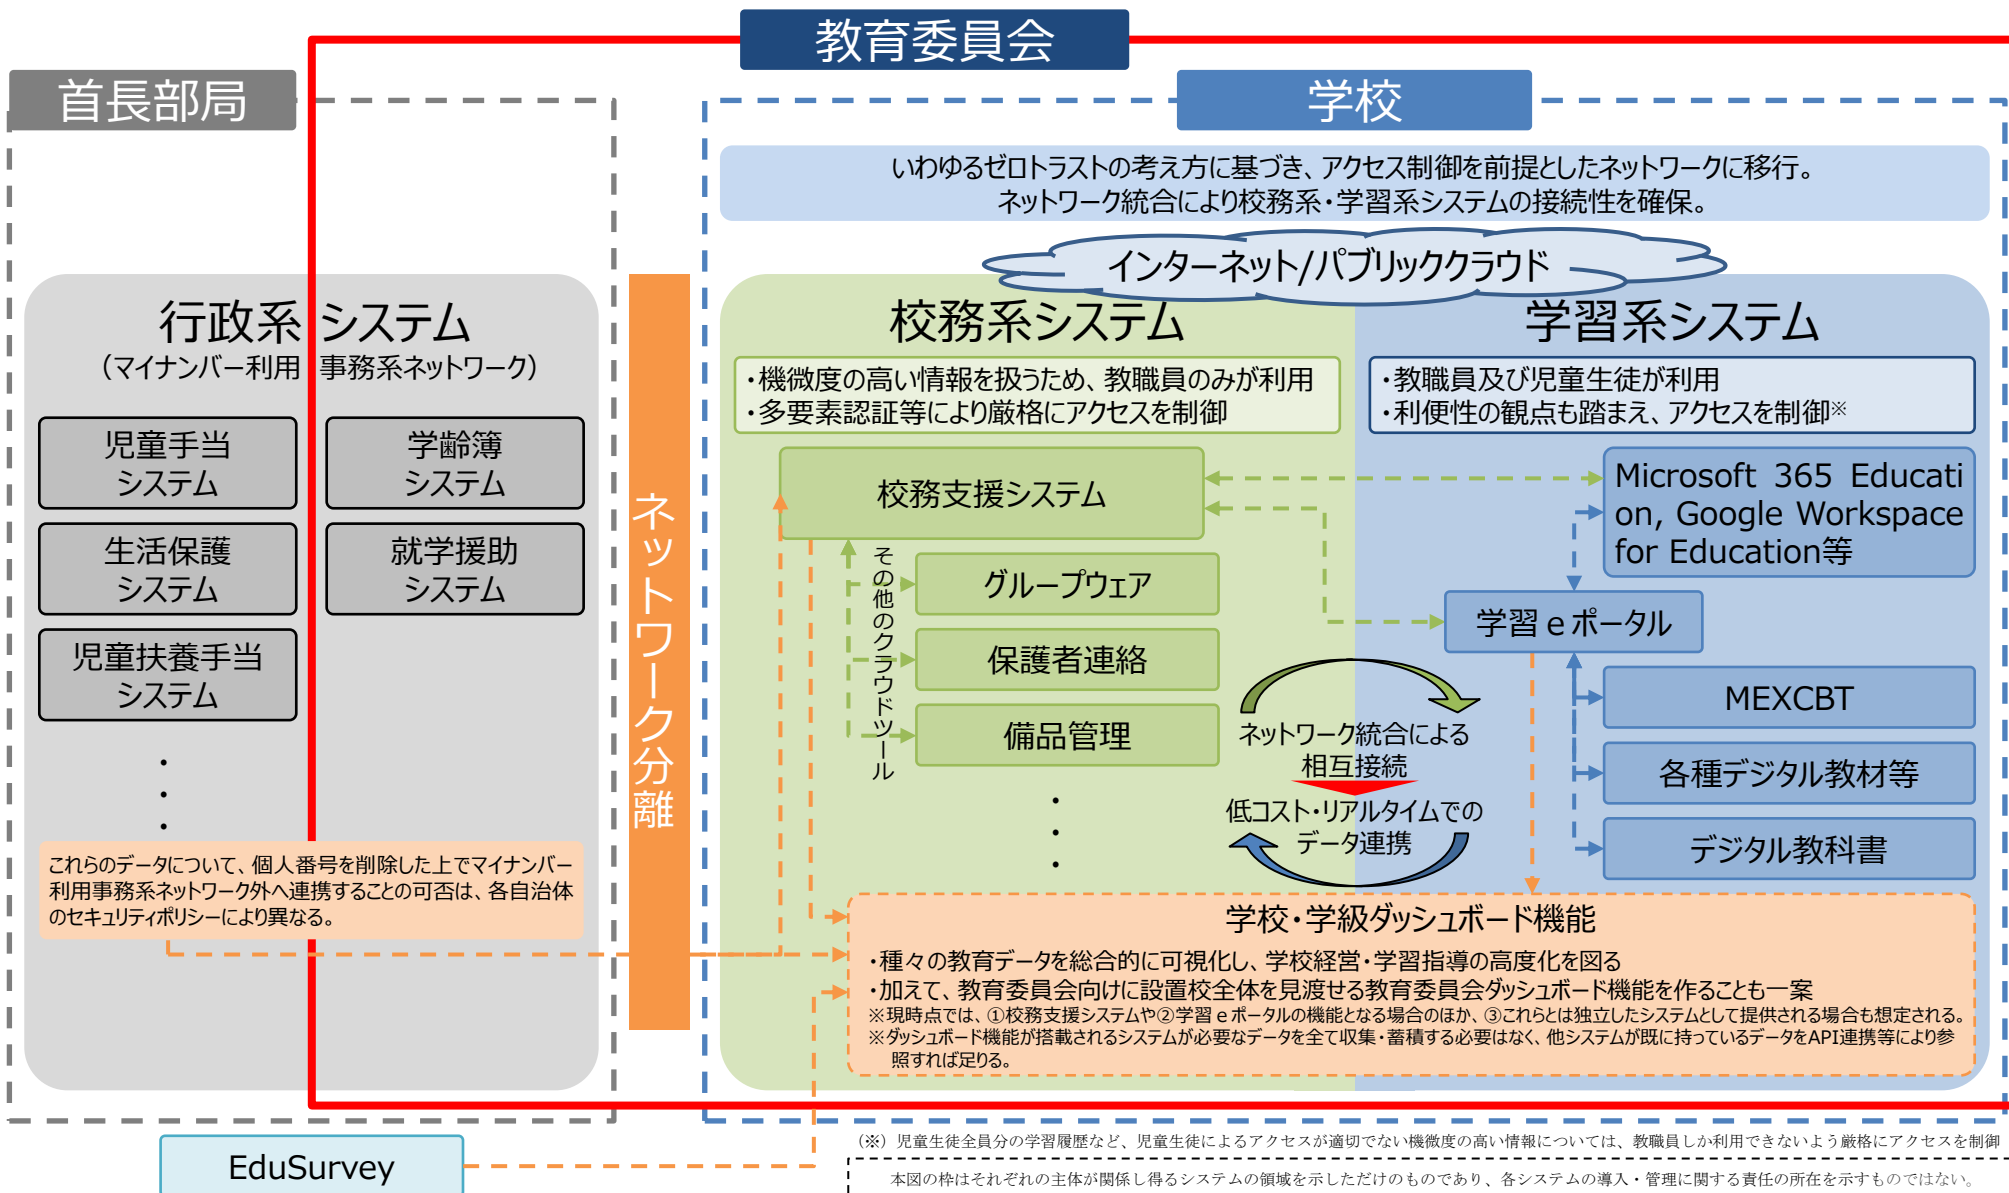 教育委員会
首長部局
学校
いわゆるゼロトラストの考え方に基づき、アクセス制御を前提としたネットワークに移行。
ネットワーク統合により校務系・学習系システムの接続性を確保。
インターネット/パブリッククラウド
行政系システム
（マイナンバー利用事務系ネットワーク）
児童手当
システム
学齢簿
システム
生活保護
システム
就学援助
システム
児童扶養手当
システム
・
・
・
これらのデータについて、個人番号を削除した上でマイナンバー
利用事務系ネットワーク外へ連携することの可否は、各自治体
のセキュリティポリシーにより異なる。
ネットワーク分離
校務系システム
・機微度の高い情報を扱うため、教職員のみが利用
・多要素認証等により厳格にアクセスを制御
校務支援システム
その他のクラウドツール
グループウェア
保護者連絡
備品管理
・
・
・
学習系システム
・教職員及び児童生徒が利用
・利便性の観点も踏まえ、アクセスを制御※
Microsoft 365 Educati
on, Google Workspace
for Education等
学習eポータル
MEXCBT
各種デジタル教材等
デジタル教科書
ネットワーク統合による
相互接続
低コスト・リアルタイムでの
データ連携
学校・学級ダッシュボード機能
・種々の教育データを総合的に可視化し、学校経営・学習指導の高度化を図る
・加えて、教育委員会向けに設置校全体を見渡せる教育委員会ダッシュボード機能を作ることも一案
※現時点では、①校務支援システムや②学習eポータルの機能となる場合のほか、③これらとは独立したシステムとして提供される場合も想定される。
※ダッシュボード機能が搭載されるシステムが必要なデータを全て収集・蓄積する必要はなく、他システムが既に持っているデータをAPI連携等により参
照すれば足りる。
EduSurvey
（※）児童生徒全員分の学習履歴など、児童生徒によるアクセスが適切でない機微度の高い情報については、教職員しか利用できないよう厳格にアクセスを制御
本図の枠はそれぞれの主体が関係し得るシステムの領域を示しただけのものであり、各システムの導入・管理に関する責任の所在を示すものではない。